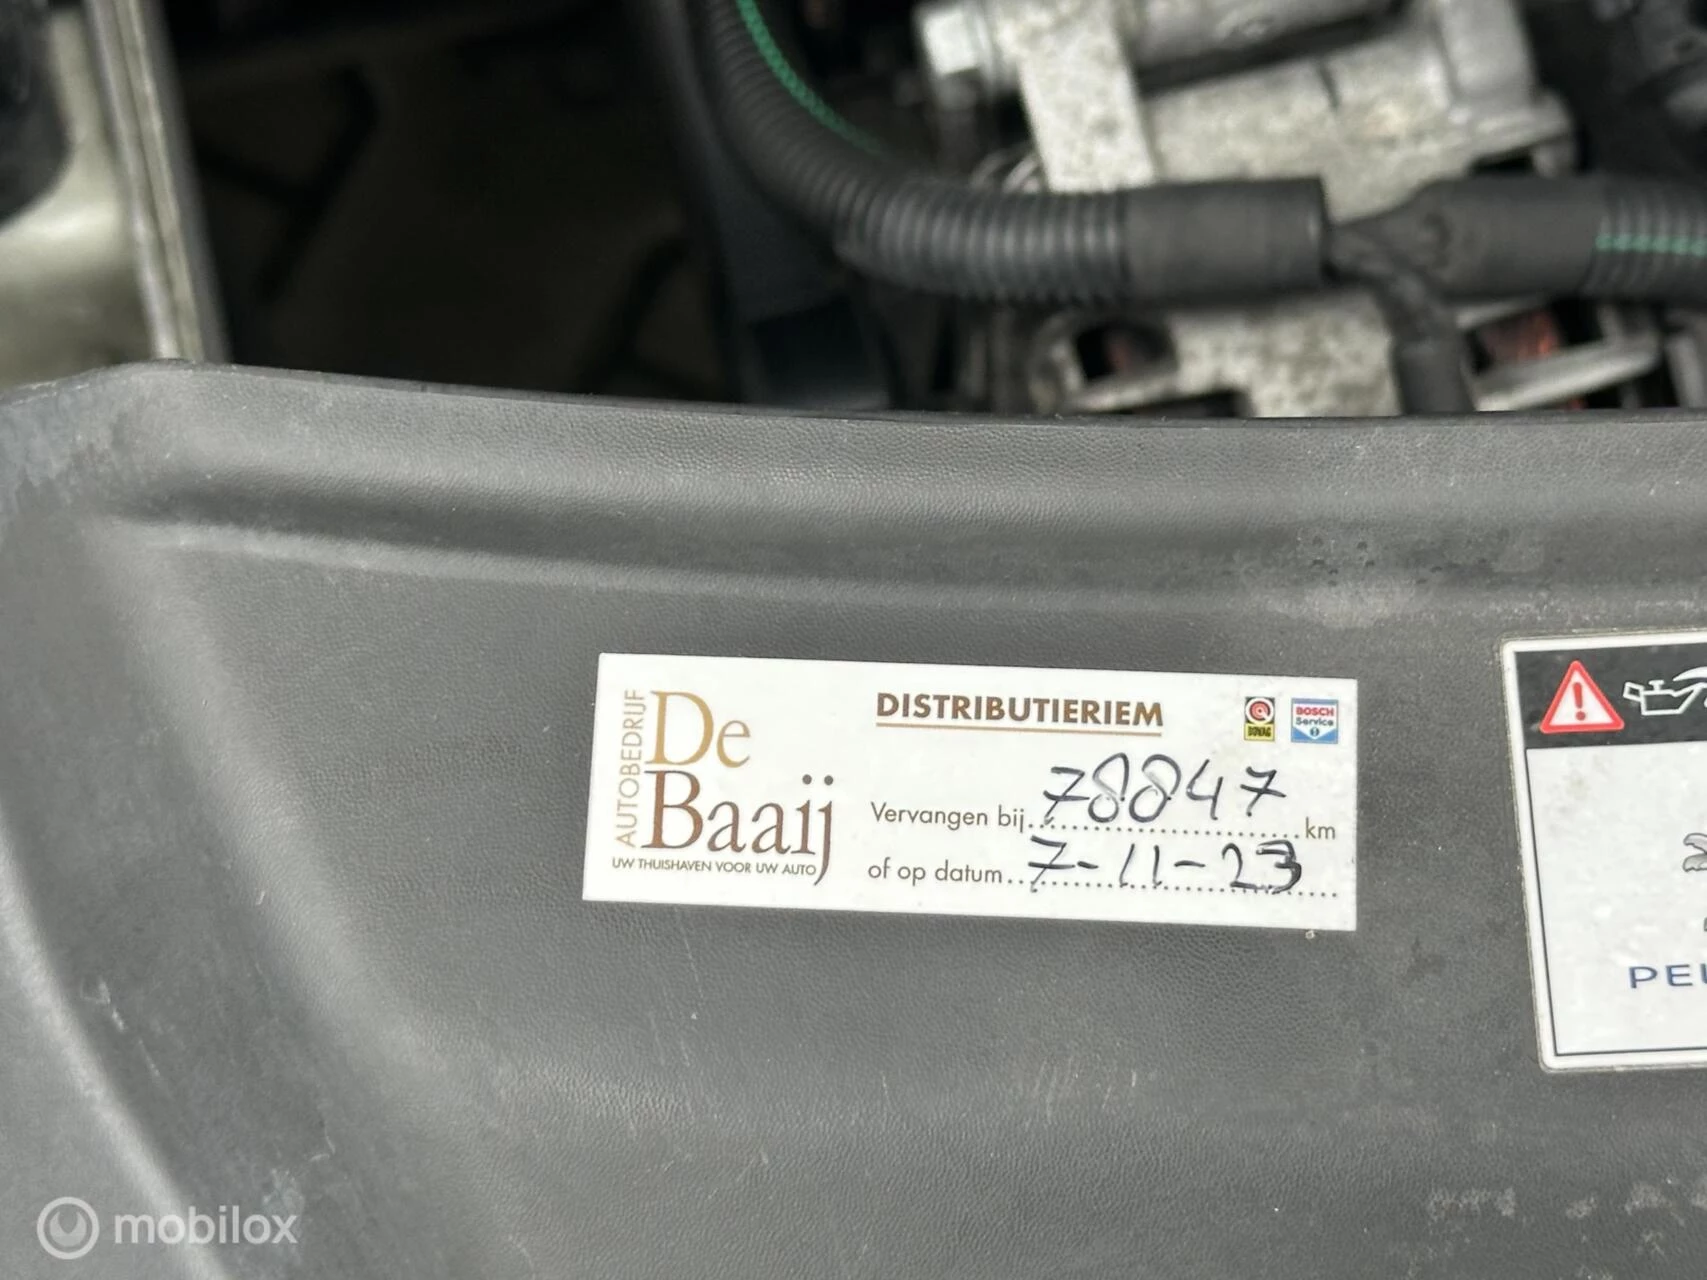 AUTOBEDRIJF
De
Baaij
UW THUISHAVEN VOOR UW AUTO
DISTRIBUTIERIEM
BOVAG
BOSCH
Service
Vervangen bij 78847 km
of op datum 7-11-23
mobilox